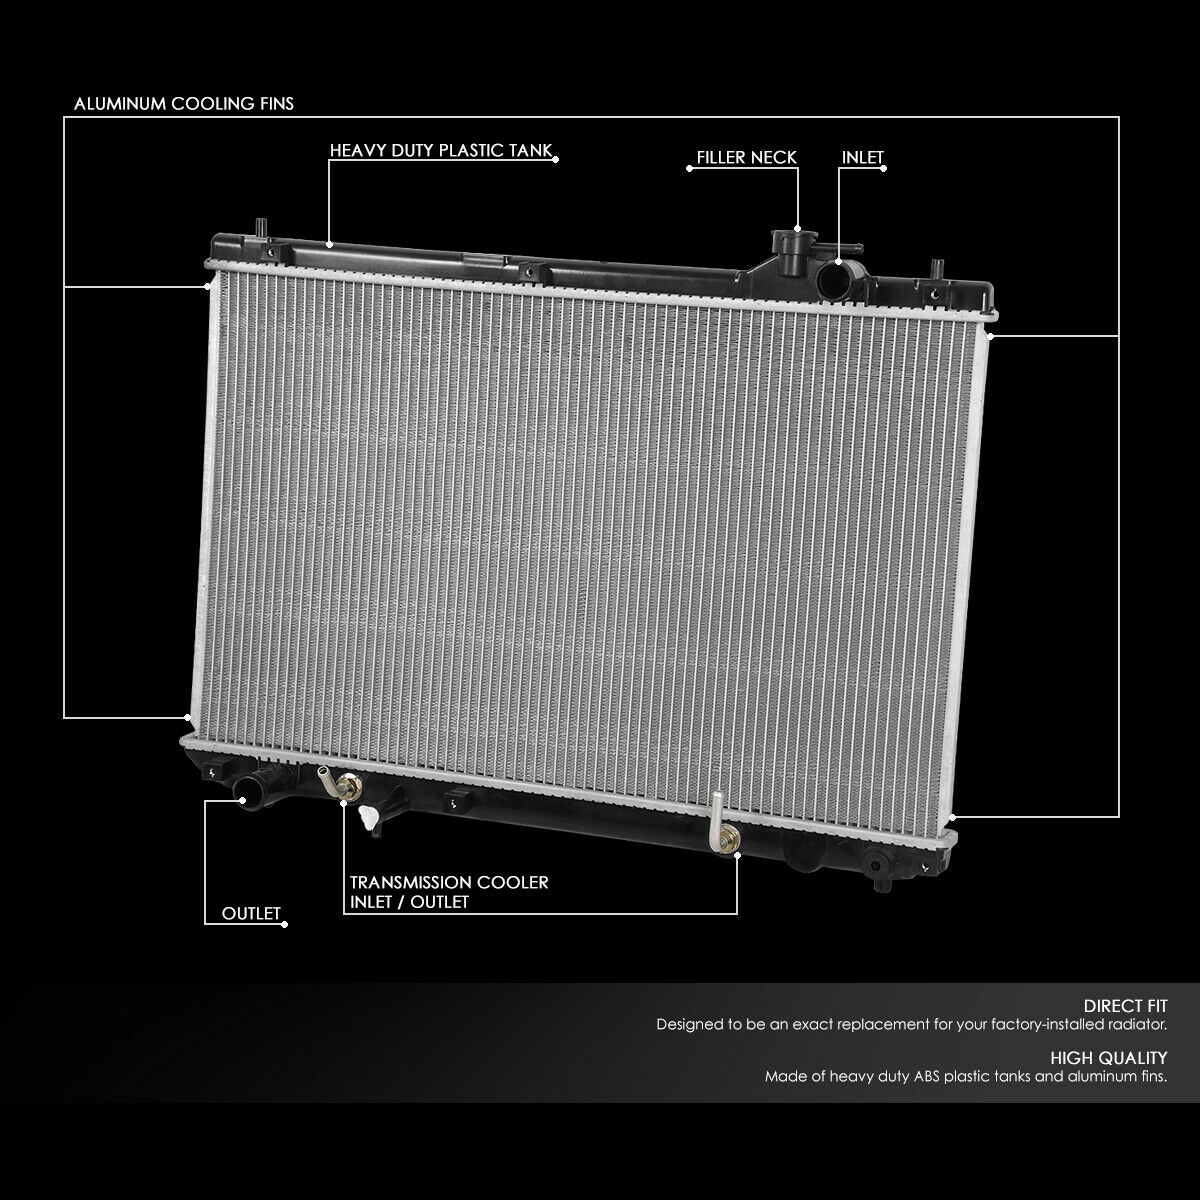 ALUMINUM COOLING FINS
HEAVY DUTY PLASTIC TANK
FILLER NECK
INLET
TRANSMISSION COOLER
INLET / OUTLET
OUTLET
DIRECT FIT
Designed to be an exact replacement for your factory-installed radiator.
HIGH QUALITY
Made of heavy duty ABS plastic tanks and aluminum fins.